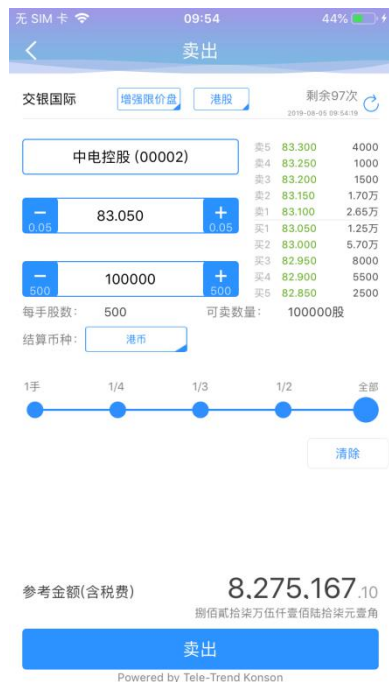 无 SIM 卡 09:54 44%
卖出
交银国际 增强限价盘 港股 剩余97次
2019-08-05 09:54:19
中电控股 (00002)
卖5 83.300 4000
卖4 83.250 1000
卖3 83.200 1500
卖2 83.150 1.70万
卖1 83.100 2.65万
− 0.05 83.050 + 0.05
买1 83.050 1.25万
买2 83.000 5.70万
买3 82.950 8000
买4 82.900 5500
买5 82.850 2500
− 500 100000 + 500
每手股数: 500 可卖数量: 100000股
结算币种: 港币
1手 1/4 1/3 1/2 全部
清除
参考金额(含税费) 8,275,167.10
捌佰贰拾柒万伍仟壹佰陆拾柒元壹角
卖出
Powered by Tele-Trend Konson